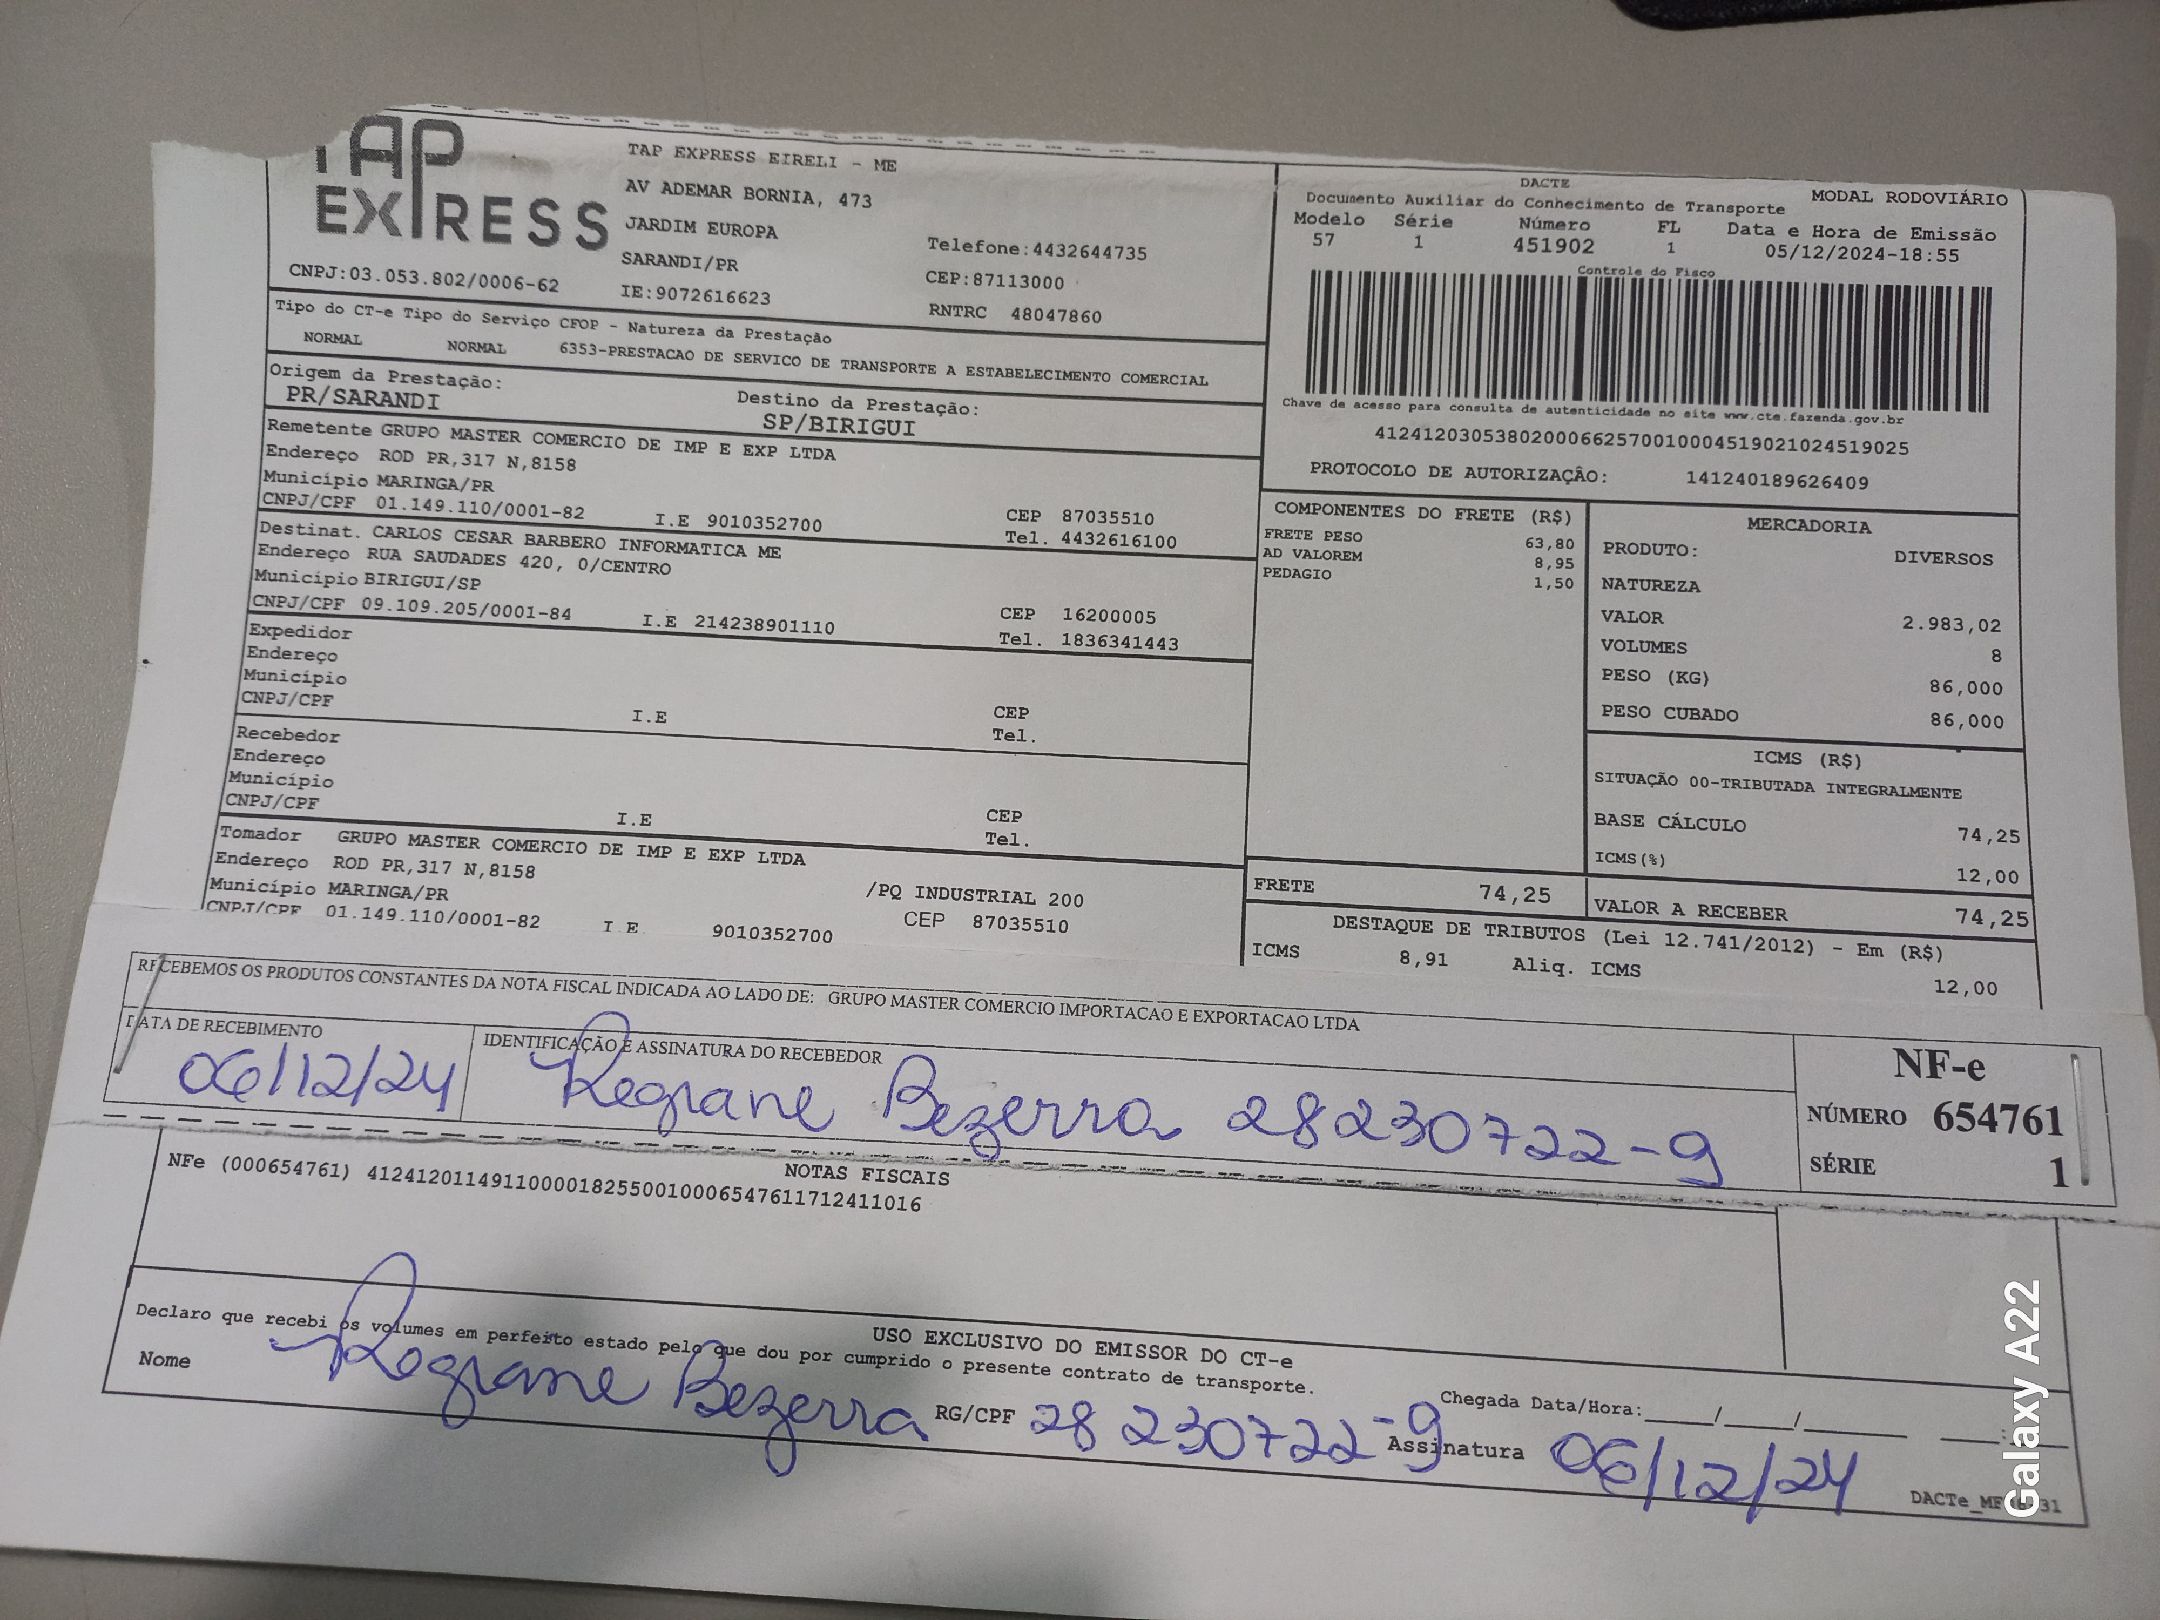 TAP
EXPRESS
TAP EXPRESS EIRELI - ME
AV ADEMAR BORNIA, 473
JARDIM EUROPA
SARANDI/PR
IE:9072616623
Telefone:4432644735
CEP:87113000
RNTRC 48047860
CNPJ:03.053.802/0006-62
DACTE
Documento Auxiliar do Conhecimento de Transporte
MODAL RODOVIÁRIO
Modelo Série Número FL Data e Hora de Emissão
57 1 451902 1 05/12/2024-18:55
Controle do Fisco
Chave de acesso para consulta de autenticidade no site www.cte.fazenda.gov.br
41241203053802000662570010004519021024519025
PROTOCOLO DE AUTORIZAÇÃO: 141240189626409
Tipo do CT-e Tipo do Serviço CFOP - Natureza da Prestação
NORMAL NORMAL 6353-PRESTACAO DE SERVICO DE TRANSPORTE A ESTABELECIMENTO COMERCIAL
Origem da Prestação: Destino da Prestação:
PR/SARANDI SP/BIRIGUI
Remetente GRUPO MASTER COMERCIO DE IMP E EXP LTDA
Endereço ROD PR,317 N,8158
Município MARINGA/PR CEP 87035510
CNPJ/CPF 01.149.110/0001-82 I.E 9010352700 Tel. 4432616100
Destinat. CARLOS CESAR BARBERO INFORMATICA ME
Endereço RUA SAUDADES 420, 0/CENTRO
Município BIRIGUI/SP CEP 16200005
CNPJ/CPF 09.109.205/0001-84 I.E 214238901110 Tel. 1836341443
Expedidor
Endereço
Município CEP
CNPJ/CPF I.E Tel.
Recebedor
Endereço
Município CEP
CNPJ/CPF I.E Tel.
Tomador GRUPO MASTER COMERCIO DE IMP E EXP LTDA
Endereço ROD PR,317 N,8158 /PQ INDUSTRIAL 200
Município MARINGA/PR CEP 87035510
CNPJ/CPF 01.149.110/0001-82 I.E 9010352700
COMPONENTES DO FRETE (R$)
FRETE PESO 63,80
AD VALOREM 8,95
PEDAGIO 1,50
MERCADORIA
PRODUTO: DIVERSOS
NATUREZA
VALOR 2.983,02
VOLUMES 8
PESO (KG) 86,000
PESO CUBADO 86,000
ICMS (R$)
SITUAÇÃO 00-TRIBUTADA INTEGRALMENTE
BASE CÁLCULO 74,25
ICMS(%) 12,00
FRETE 74,25 VALOR A RECEBER 74,25
DESTAQUE DE TRIBUTOS (Lei 12.741/2012) - Em (R$)
ICMS 8,91 Aliq. ICMS 12,00
RECEBEMOS OS PRODUTOS CONSTANTES DA NOTA FISCAL INDICADA AO LADO DE: GRUPO MASTER COMERCIO IMPORTACAO E EXPORTACAO LTDA
DATA DE RECEBIMENTO IDENTIFICAÇÃO E ASSINATURA DO RECEBEDOR
06/12/24 Regiane Bezerra 28230722-9
NF-e
NÚMERO 654761
SÉRIE 1
NOTAS FISCAIS
NFe (000654761) 41241201149110000182550010006547611712411016
USO EXCLUSIVO DO EMISSOR DO CT-e
Declaro que recebi os volumes em perfeito estado pelo que dou por cumprido o presente contrato de transporte.
Nome Regiane Bezerra RG/CPF 28 230722-9 Chegada Data/Hora:____/____/______ ___:___
Assinatura 06/12/24
Galaxy A22